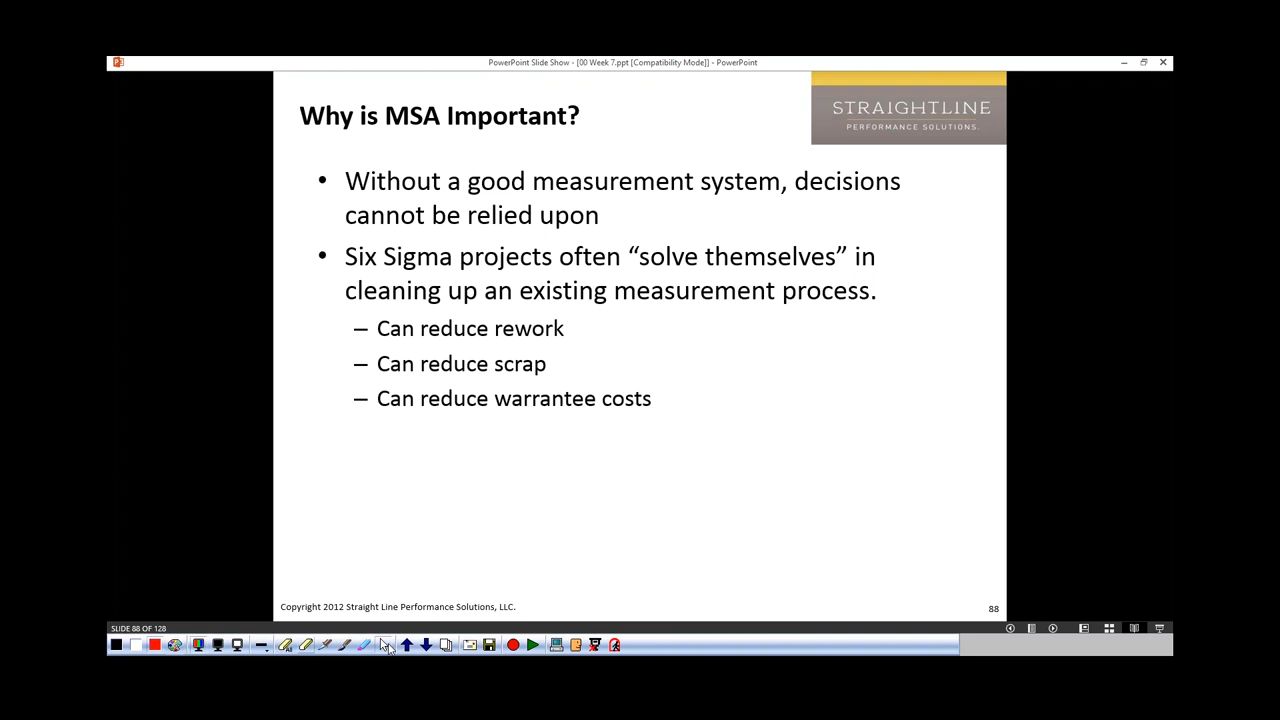 PowerPoint Slide Show - [00 Week 7.ppt [Compatibility Mode]] - PowerPoint
Why is MSA Important?
STRAIGHTLINE
PERFORMANCE SOLUTIONS.
• Without a good measurement system, decisions
cannot be relied upon
• Six Sigma projects often “solve themselves” in
cleaning up an existing measurement process.
– Can reduce rework
– Can reduce scrap
– Can reduce warrantee costs
Copyright 2012 Straight Line Performance Solutions, LLC.
88
SLIDE 88 OF 128